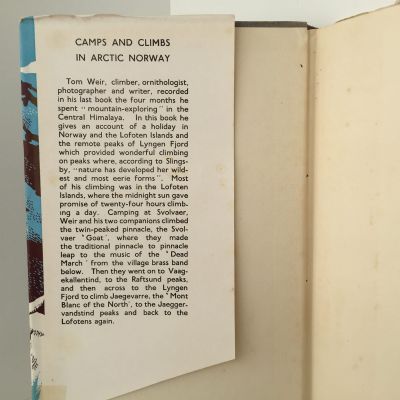 CAMPS AND CLIMBS
IN ARCTIC NORWAY
Tom Weir, climber, ornithologist,
photographer and writer, recorded
in his last book the four months he
spent "mountain-exploring" in the
Central Himalaya. In this book he
gives an account of a holiday in
Norway and the Lofoten Islands and
the remote peaks of Lyngen Fjord
which provided wonderful climbing
on peaks where, according to Slings-
by, "nature has developed her wild-
est and most eerie forms". Most
of his climbing was in the Lofoten
Islands, where the midnight sun gave
promise of twenty-four hours climb-
ing a day. Camping at Svolvaer,
Weir and his two companions climbed
the twin-peaked pinnacle, the Svol-
vaer 'Goat', where they made
the traditional pinnacle to pinnacle
leap to the music of the 'Dead
March' from the village brass band
below. Then they went on to Vaag-
ekallentind, to the Raftsund peaks,
and then across to the Lyngen
Fjord to climb Jaegevarre, the 'Mont
Blanc of the North', to the Jaegger-
vandstind peaks and back to the
Lofotens again.